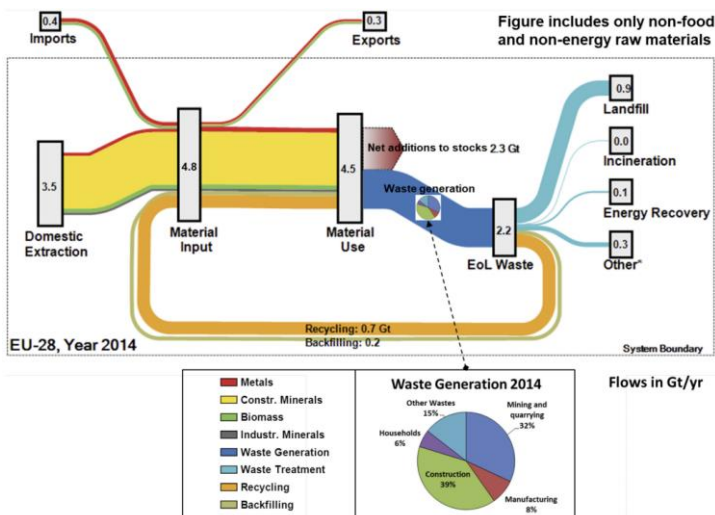 0.4
Imports
0.3
Exports
Figure includes only non-food
and non-energy raw materials
3.5
Domestic
Extraction
4.8
Material
Input
4.5
Material
Use
Net additions to stocks 2.3 Gt
Waste generation
2.2
EoL Waste
0.9
Landfill
0.0
Incineration
0.1
Energy Recovery
0.3
Other*
Recycling: 0.7 Gt
Backfilling: 0.2
EU-28, Year 2014
System Boundary
Metals
Constr. Minerals
Biomass
Industr. Minerals
Waste Generation
Waste Treatment
Recycling
Backfilling
Waste Generation 2014
Other Wastes
15%
Mining and
quarrying
32%
Households
6%
Construction
39%
Manufacturing
8%
Flows in Gt/yr